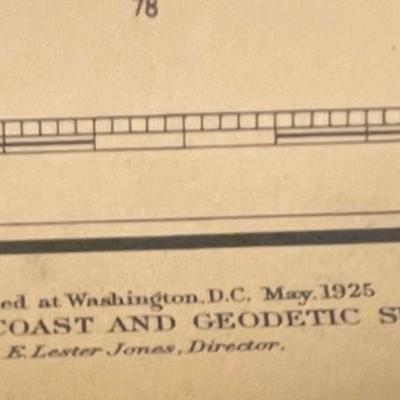 78
ed at Washington, D.C. May, 1925
COAST AND GEODETIC S
E. Lester Jones, Director.